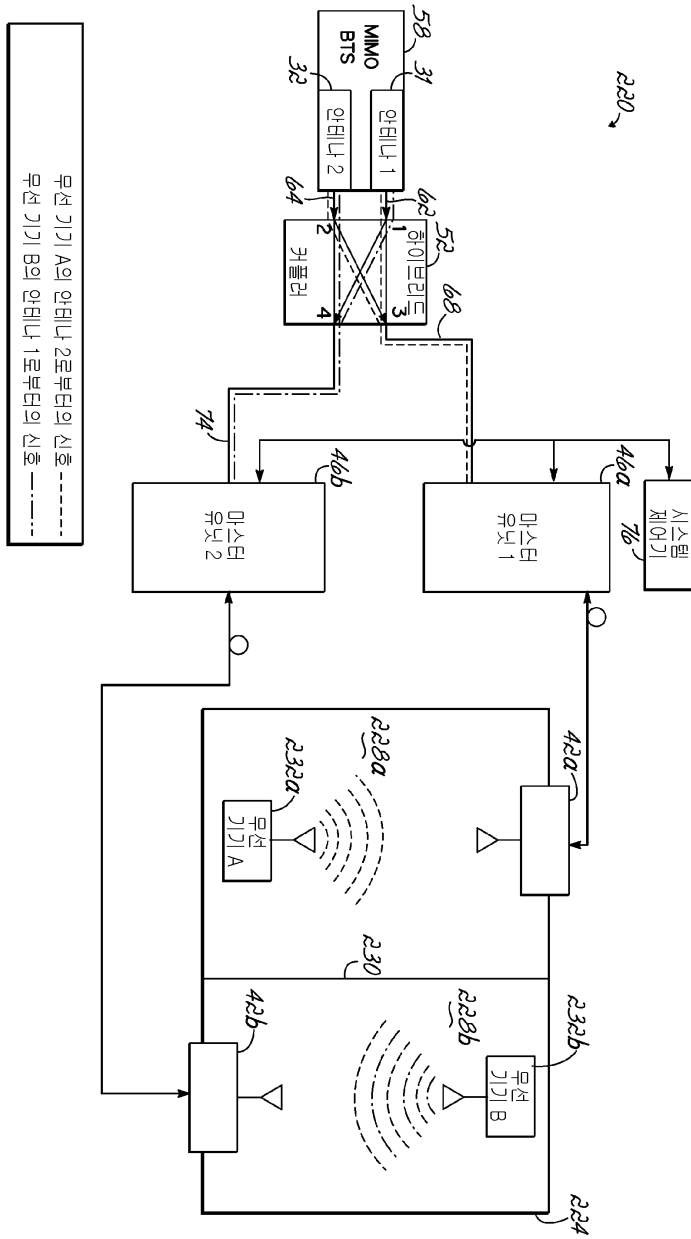 220
시스템
제어기
76
46a
마스터
유닛 1
42a
232b
무선
기기 B
224
228a
228b
58
MIMO
BTS
31
안테나 1
32
안테나 2
62
64
52
하이브리드
1
3
2
4
커플러
68
74
46b
마스터
유닛 2
232a
무선
기기 A
230
42b
무선 기기 A의 안테나 2로부터의 신호
무선 기기 B의 안테나 1로부터의 신호